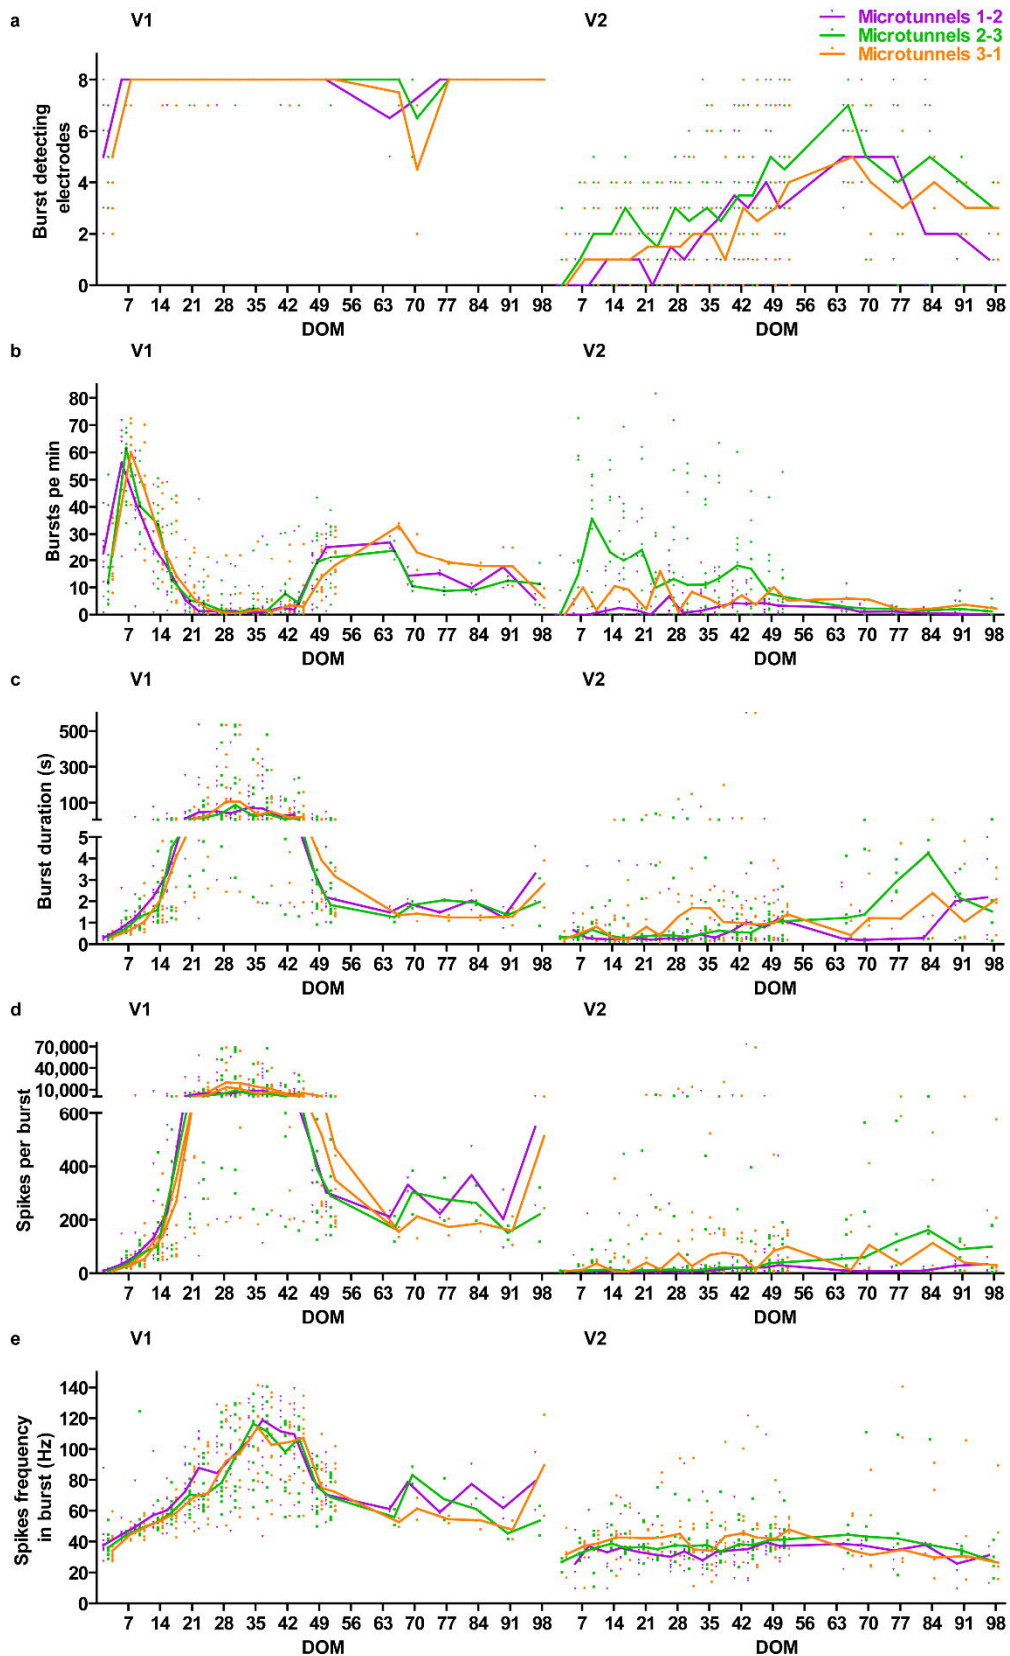 a V1 V2
Microtunnels 1-2
Microtunnels 2-3
Microtunnels 3-1
Burst detecting
electrodes
8
6
4
2
0
7 14 21 28 35 42 49 56 63 70 77 84 91 98 7 14 21 28 35 42 49 56 63 70 77 84 91 98
DOM DOM
b V1 V2
Bursts pe min
80
70
60
50
40
30
20
10
0
7 14 21 28 35 42 49 56 63 70 77 84 91 98 7 14 21 28 35 42 49 56 63 70 77 84 91 98
DOM DOM
c V1 V2
Burst duration (s)
500
300
100
5
4
3
2
1
0
7 14 21 28 35 42 49 56 63 70 77 84 91 98 7 14 21 28 35 42 49 56 63 70 77 84 91 98
DOM DOM
d V1 V2
Spikes per burst
70,000
40,000
10,000
600
400
200
0
7 14 21 28 35 42 49 56 63 70 77 84 91 98 7 14 21 28 35 42 49 56 63 70 77 84 91 98
DOM DOM
e V1 V2
Spikes frequency
in burst (Hz)
140
120
100
80
60
40
20
0
7 14 21 28 35 42 49 56 63 70 77 84 91 98 7 14 21 28 35 42 49 56 63 70 77 84 91 98
DOM DOM